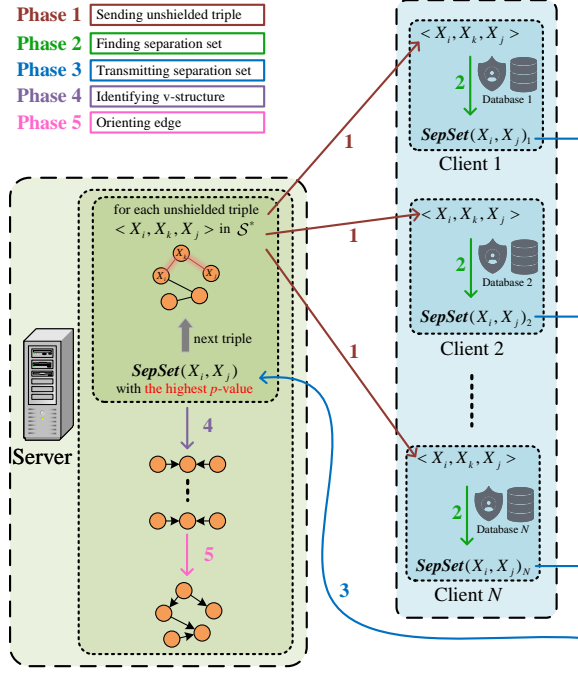 Phase 1 Sending unshielded triple
Phase 2 Finding separation set
Phase 3 Transmitting separation set
Phase 4 Identifying v-structure
Phase 5 Orienting edge
< X_i, X_k, X_j >
2
Database 1
SepSet(X_i, X_j)_1
Client 1
1
for each unshielded triple
< X_i, X_k, X_j > in S*
X_k
X_i
X_j
next triple
SepSet(X_i, X_j)
with the highest p-value
Server
4
5
1
< X_i, X_k, X_j >
2
Database 2
SepSet(X_i, X_j)_2
Client 2
1
< X_i, X_k, X_j >
2
Database N
SepSet(X_i, X_j)_N
Client N
3